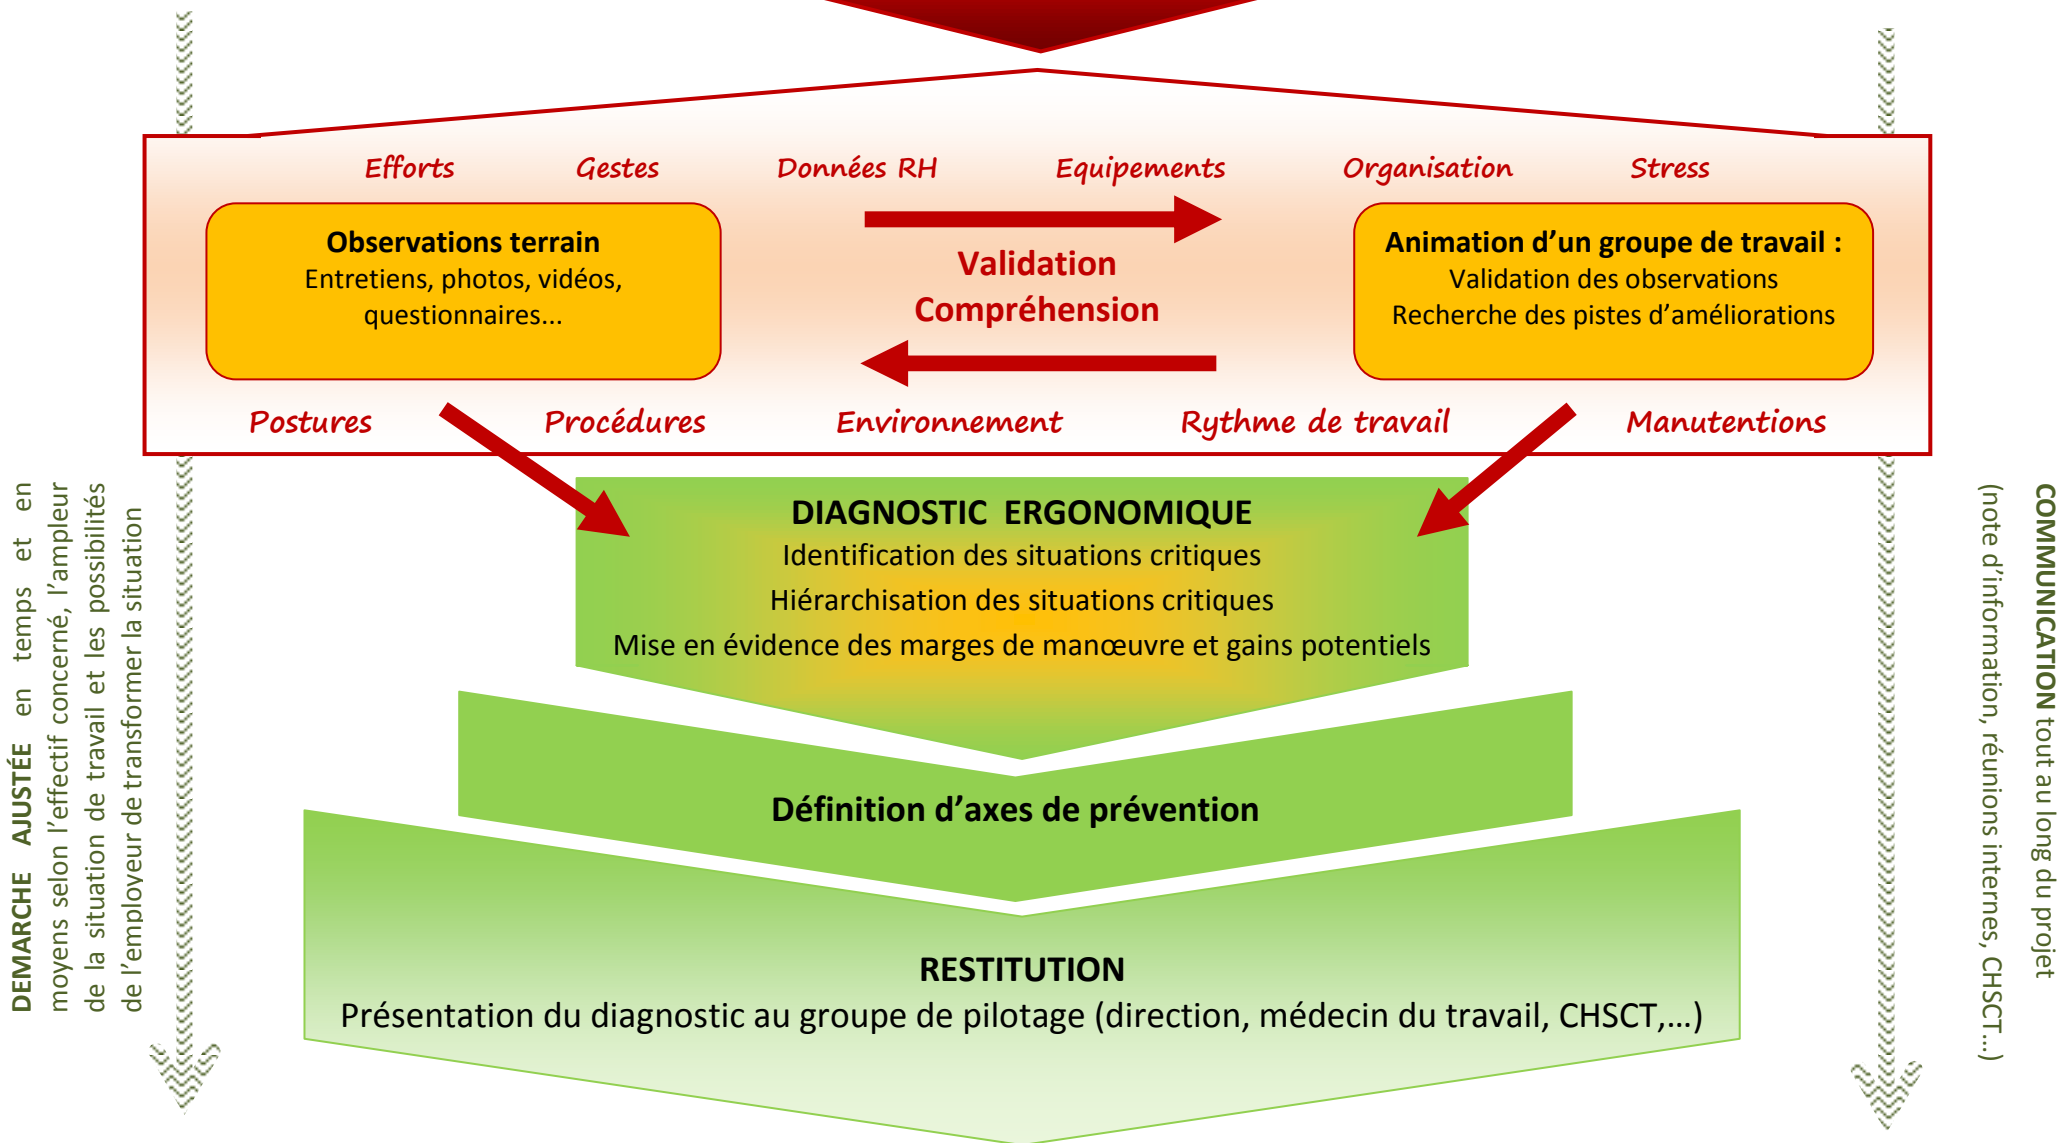 Efforts Gestes Données RH Equipements Organisation Stress
Observations terrain
Entretiens, photos, vidéos,
questionnaires...
Validation
Compréhension
Animation d’un groupe de travail :
Validation des observations
Recherche des pistes d’améliorations
Postures Procédures Environnement Rythme de travail Manutentions
DIAGNOSTIC ERGONOMIQUE
Identification des situations critiques
Hiérarchisation des situations critiques
Mise en évidence des marges de manœuvre et gains potentiels
Définition d’axes de prévention
RESTITUTION
Présentation du diagnostic au groupe de pilotage (direction, médecin du travail, CHSCT,…)
DEMARCHE AJUSTÉE en temps et en
moyens selon l’effectif concerné, l’ampleur
de la situation de travail et les possibilités
de l’employeur de transformer la situation
COMMUNICATION tout au long du projet
(note d’information, réunions internes, CHSCT…)